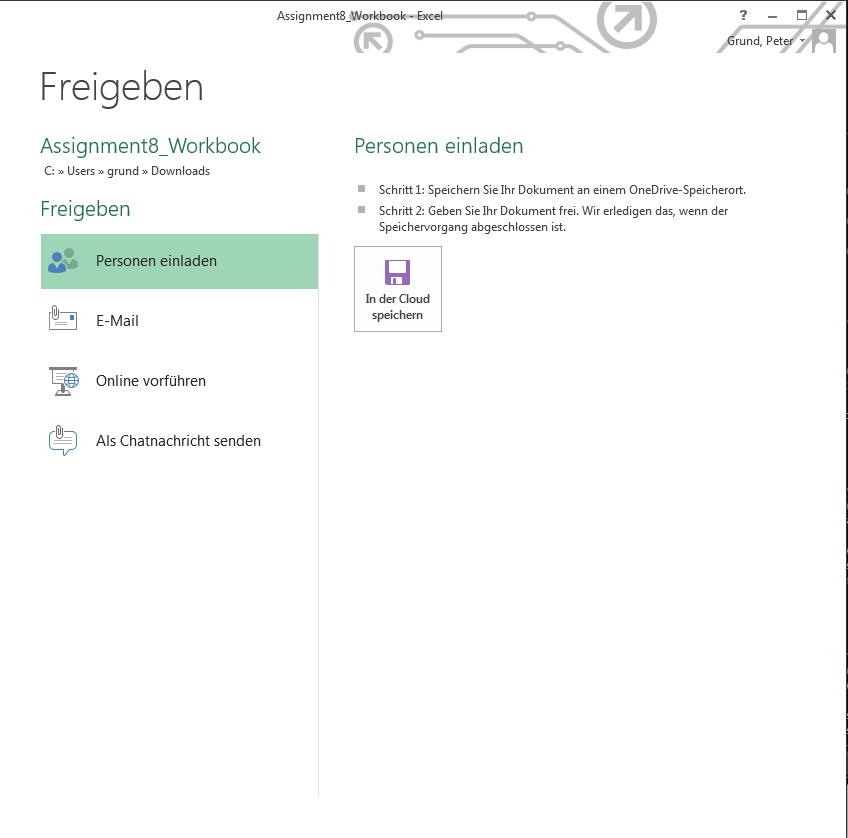 Assignment8_Workbook - Excel
?
Grund, Peter
Freigeben
Assignment8_Workbook
C: » Users » grund » Downloads
Freigeben
Personen einladen
E-Mail
Online vorführen
Als Chatnachricht senden
Personen einladen
Schritt 1: Speichern Sie Ihr Dokument an einem OneDrive-Speicherort.
Schritt 2: Geben Sie Ihr Dokument frei. Wir erledigen das, wenn der
Speichervorgang abgeschlossen ist.
In der Cloud
speichern